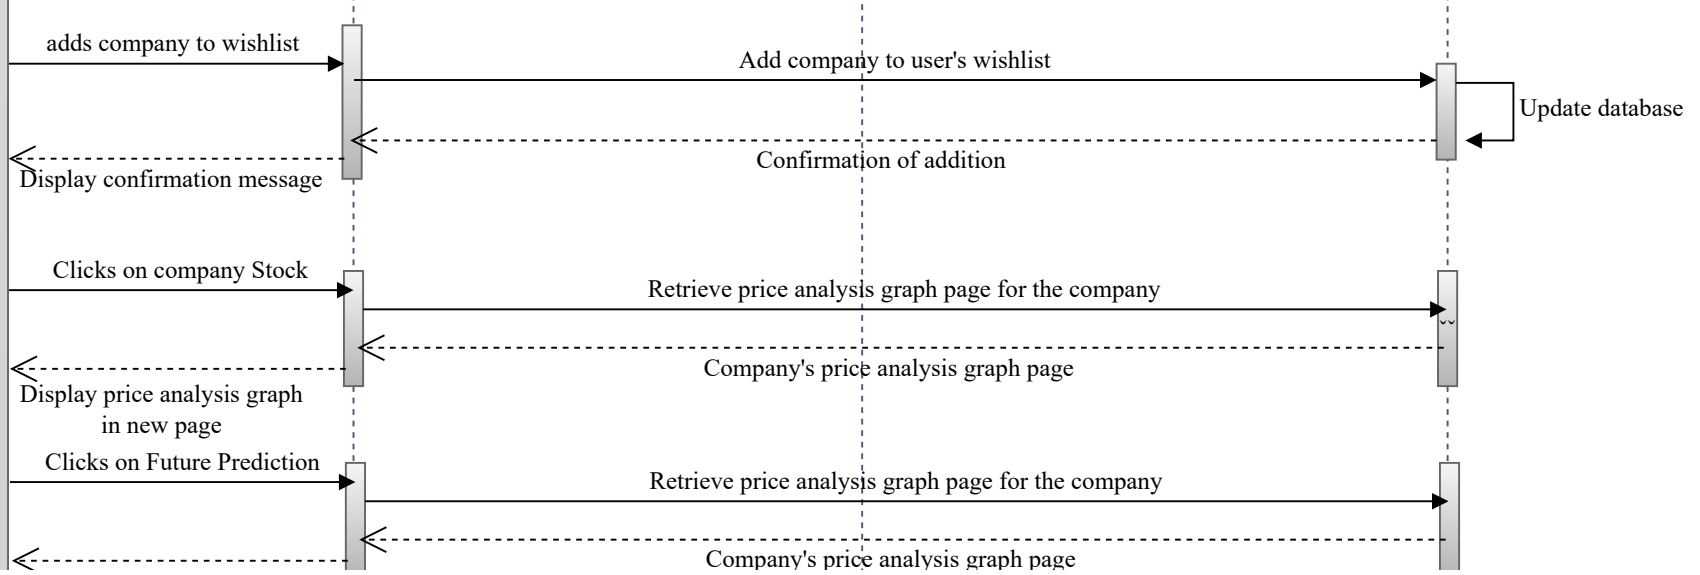 adds company to wishlist
Add company to user's wishlist
Update database
Confirmation of addition
Display confirmation message
Clicks on company Stock
Retrieve price analysis graph page for the company
Company's price analysis graph page
Display price analysis graph
in new page
Clicks on Future Prediction
Retrieve price analysis graph page for the company
Company's price analysis graph page